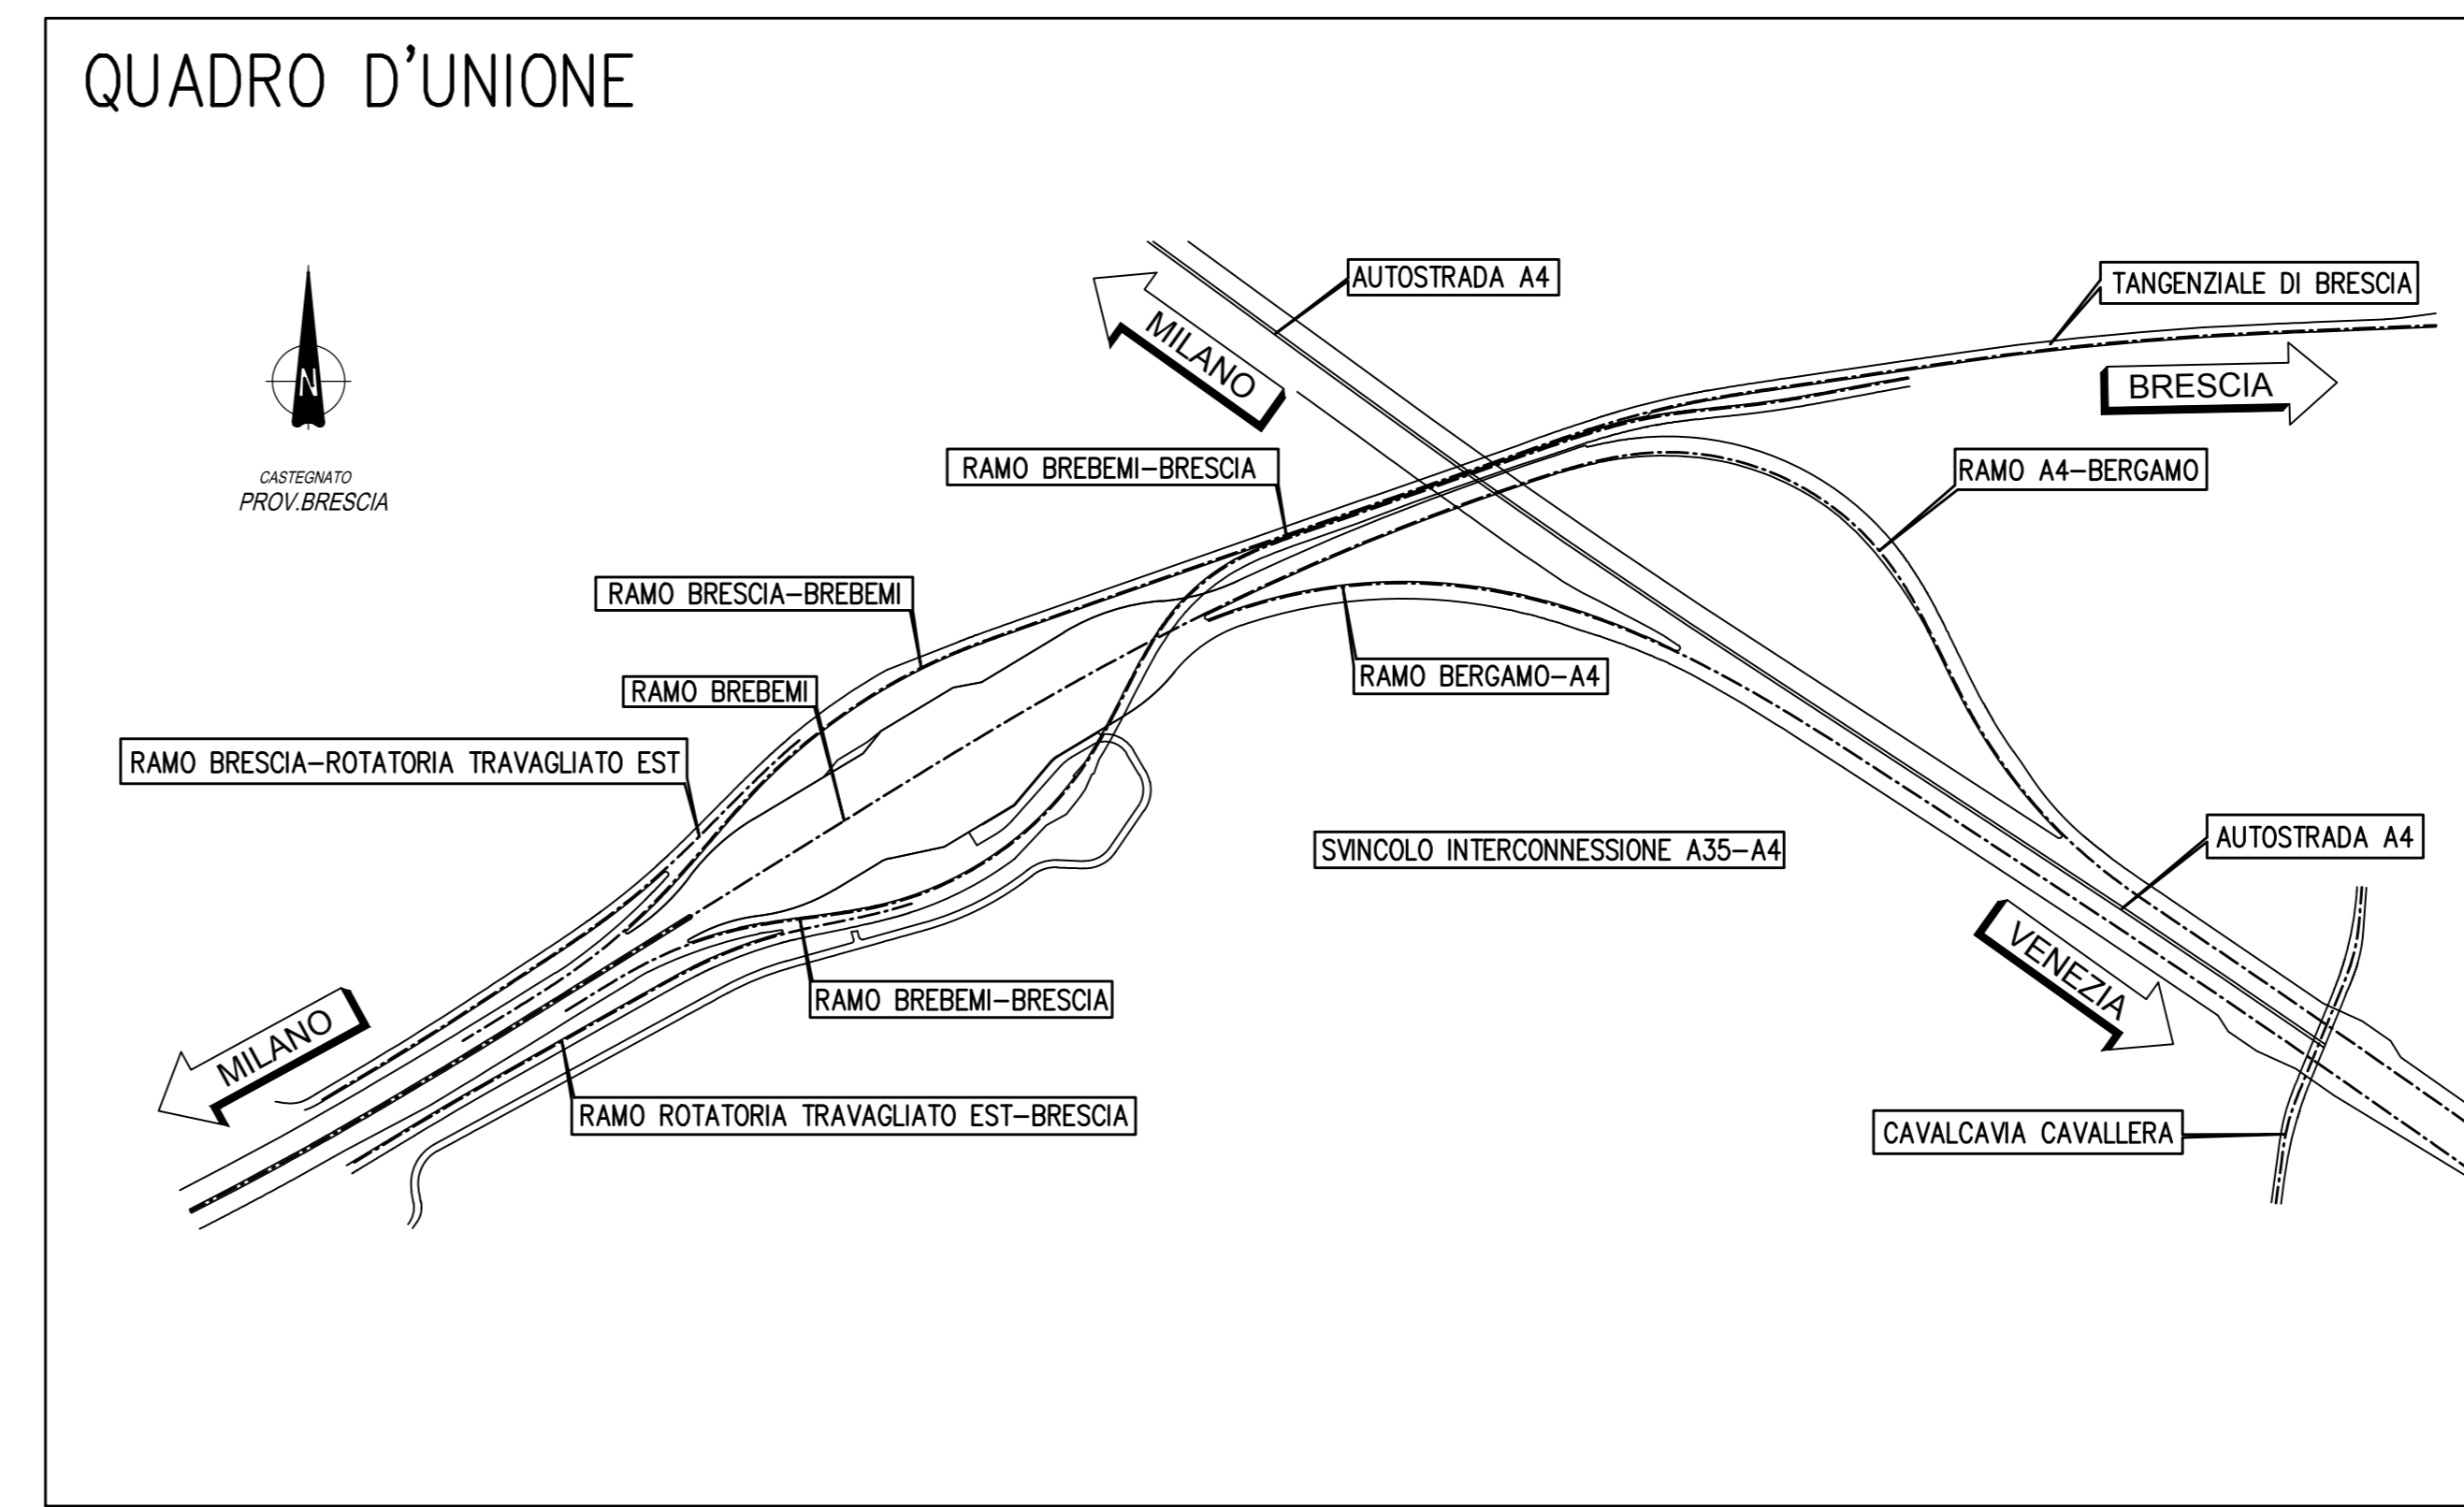 QUADRO D'UNIONE
AUTOSTRADA A4
TANGENZIALE DI BRESCIA
MILANO
BRESCIA
N
RAMO BREBEMI-BRESCIA
RAMO A4-BERGAMO
CASTEGNATO
PROV.BRESCIA
RAMO BRESCIA-BREBEMI
RAMO BERGAMO-A4
RAMO BREBEMI
RAMO BRESCIA-ROTATORIA TRAVAGLIATO EST
SVINCOLO INTERCONNESSIONE A35-A4
AUTOSTRADA A4
VENEZIA
RAMO BREBEMI-BRESCIA
MILANO
RAMO ROTATORIA TRAVAGLIATO EST-BRESCIA
CAVALCAVIA CAVALLERA